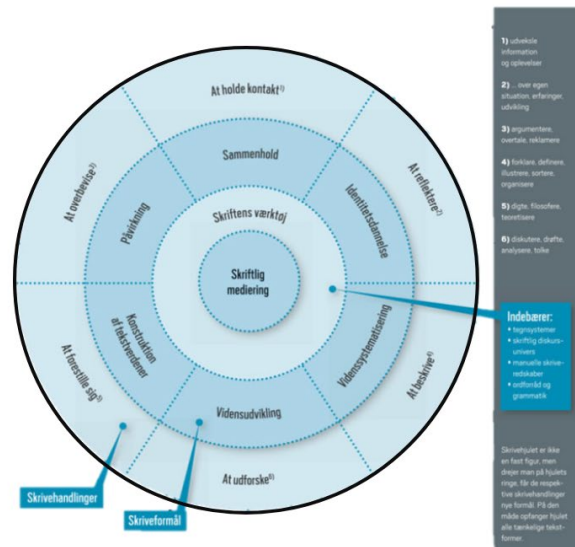 At holde kontakt¹⁾
At reflektere²⁾
At beskrive⁴⁾
At udforske⁶⁾
At forestille sig⁵⁾
At overbevise³⁾
Sammenhold
Identitetsdannelse
Videnssystematisering
Vidensudvikling
Konstruktion
af tekstverdener
Påvirkning
Skriftens værktøj
Skriftlig
mediering
Skrivehandlinger
Skriveformål
1) udveksle
information
og oplevelser
2) ... over egen
situation, erfaringer,
udvikling
3) argumentere,
overtale, reklamere
4) forklare, definere,
illustrere, sortere,
organisere
5) digte, filosofere,
teoretisere
6) diskutere, drøfte,
analysere, tolke
Indebærer:
• tegnsystemer
• skriftlig diskurs-
univers
• manuelle skrive-
redskaber
• ordforråd og
grammatik
Skrivehjulet er ikke
en fast figur, men
drejer man på hjulets
ringe, får de respek-
tive skrivehandlinger
nye formål. På den
måde opfanger hjulet
alle tænkelige tekst-
former.